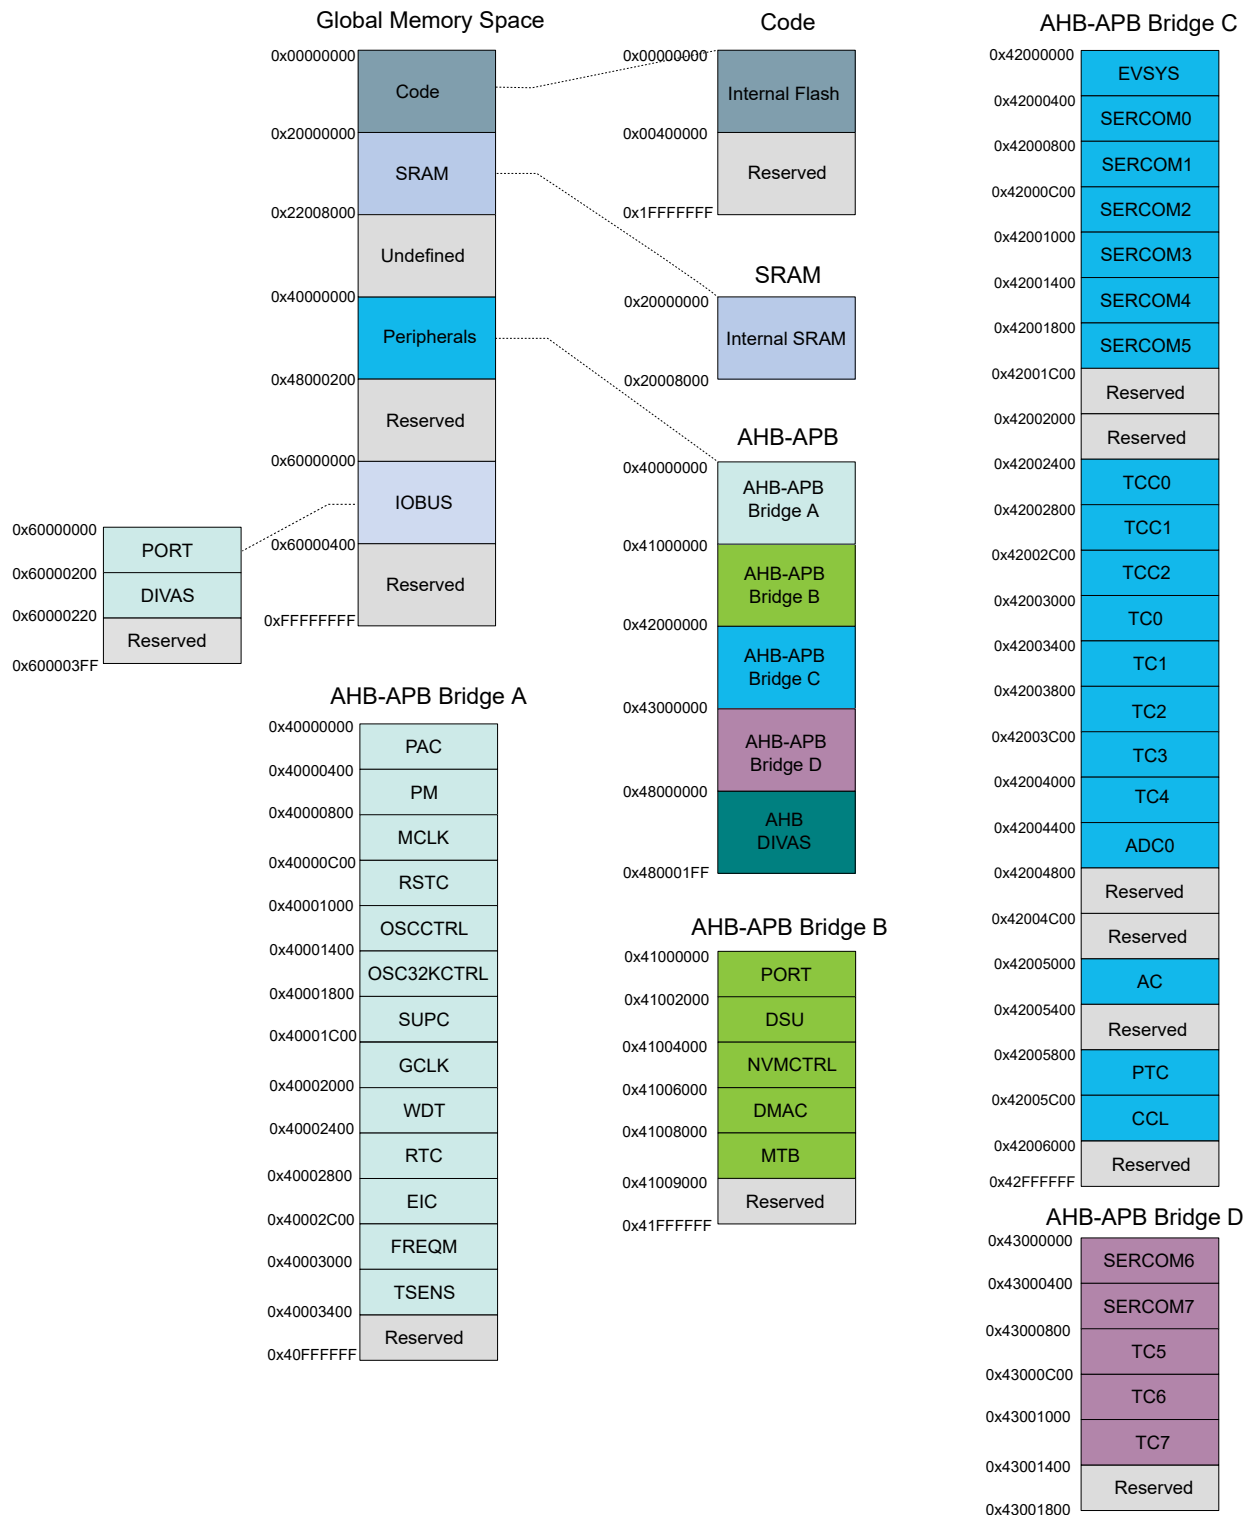 Global Memory Space
0x00000000
Code
0x20000000
SRAM
0x22008000
Undefined
0x40000000
Peripherals
0x48000200
Reserved
0x60000000
IOBUS
0x60000400
Reserved
0xFFFFFFFF
0x60000000
PORT
0x60000200
DIVAS
0x60000220
Reserved
0x600003FF
AHB-APB Bridge A
0x40000000
PAC
0x40000400
PM
0x40000800
MCLK
0x40000C00
RSTC
0x40001000
OSCCTRL
0x40001400
OSC32KCTRL
0x40001800
SUPC
0x40001C00
GCLK
0x40002000
WDT
0x40002400
RTC
0x40002800
EIC
0x40002C00
FREQM
0x40003000
TSENS
0x40003400
Reserved
0x40FFFFFF
Code
0x00000000
Internal Flash
0x00400000
Reserved
0x1FFFFFFF
SRAM
0x20000000
Internal SRAM
0x20008000
AHB-APB
0x40000000
AHB-APB
Bridge A
0x41000000
AHB-APB
Bridge B
0x42000000
AHB-APB
Bridge C
0x43000000
AHB-APB
Bridge D
0x48000000
AHB
DIVAS
0x480001FF
AHB-APB Bridge B
0x41000000
PORT
0x41002000
DSU
0x41004000
NVMCTRL
0x41006000
DMAC
0x41008000
MTB
0x41009000
Reserved
0x41FFFFFF
AHB-APB Bridge C
0x42000000
EVSYS
0x42000400
SERCOM0
0x42000800
SERCOM1
0x42000C00
SERCOM2
0x42001000
SERCOM3
0x42001400
SERCOM4
0x42001800
SERCOM5
0x42001C00
Reserved
0x42002000
Reserved
0x42002400
TCC0
0x42002800
TCC1
0x42002C00
TCC2
0x42003000
TC0
0x42003400
TC1
0x42003800
TC2
0x42003C00
TC3
0x42004000
TC4
0x42004400
ADC0
0x42004800
Reserved
0x42004C00
Reserved
0x42005000
AC
0x42005400
Reserved
0x42005800
PTC
0x42005C00
CCL
0x42006000
Reserved
0x42FFFFFF
AHB-APB Bridge D
0x43000000
SERCOM6
0x43000400
SERCOM7
0x43000800
TC5
0x43000C00
TC6
0x43001000
TC7
0x43001400
Reserved
0x43001800